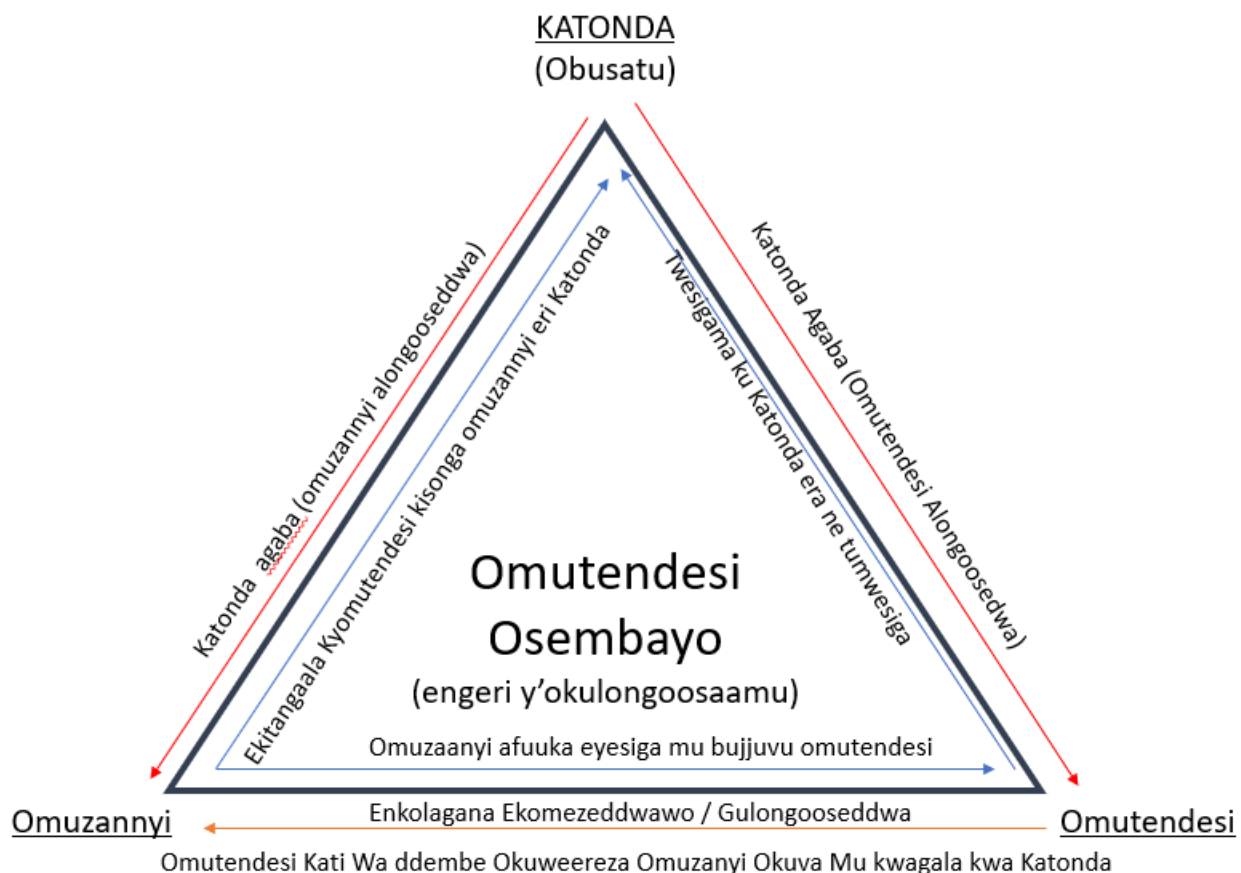 KATONDA
(Obusatu)
Katonda agaba (omuzannyi alongooseddwa)
Ekitangaala Kyomutendesi kisonga omuzannyi eri Katonda
Twesigama ku Katonda era ne tumwesiga
Katonda Agaba (Omutendesi Alongoosedwa)
Omutendesi
Osembayo
(engeri y’okulongoosaamu)
Omuzaanyi afuuka eyesiga mu bujjuvu omutendesi
Enkolagana Ekomezeddwawo / Gulongooseddwa
Omuzannyi
Omutendesi
Omutendesi Kati Wa ddembe Okuweereza Omuzanyi Okuva Mu kwagala kwa Katonda